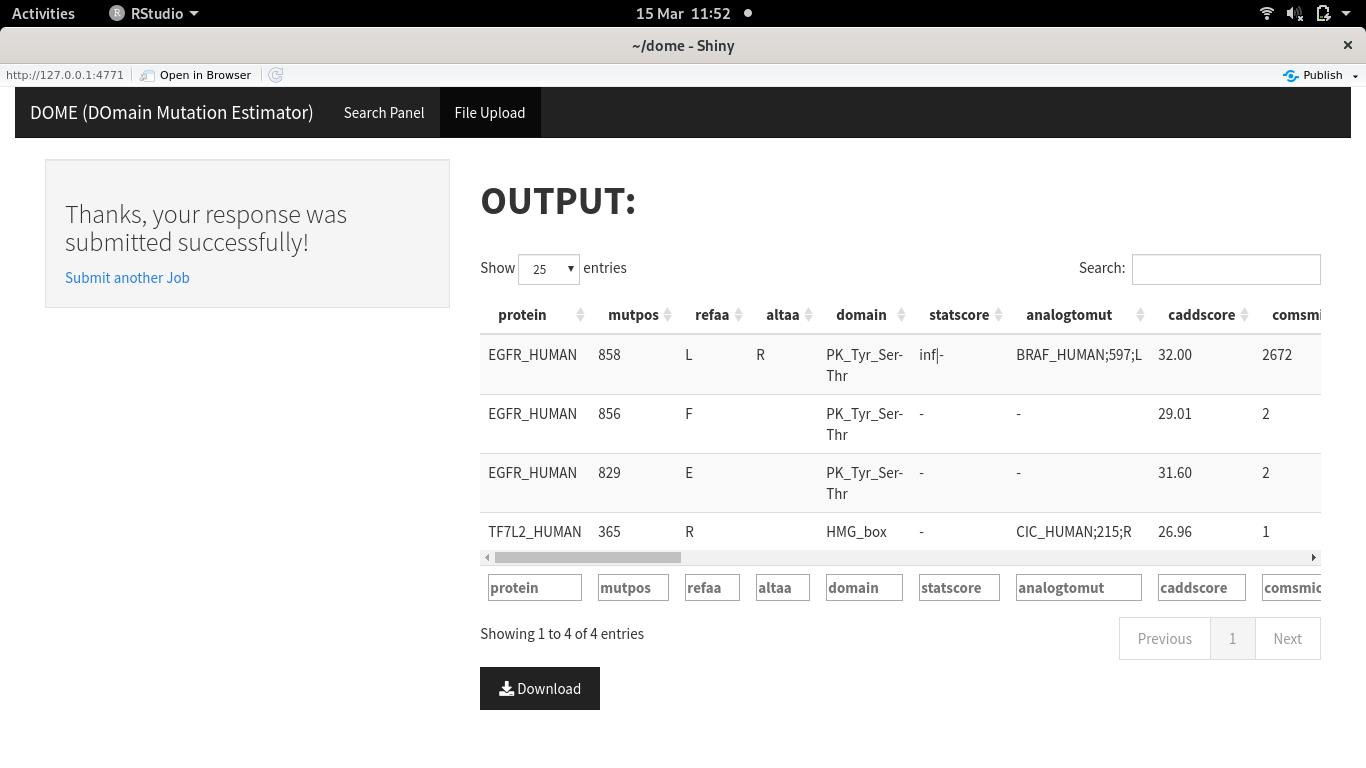 Activities RStudio 15 Mar 11:52
~/dome - Shiny
http://127.0.0.1:4771 Open in Browser Publish
DOME (DOmain Mutation Estimator) Search Panel File Upload
Thanks, your response was
submitted successfully!
Submit another Job
OUTPUT:
Show 25 entries Search:
protein mutpos refaa altaa domain statscore analogtomut caddscore comsmi
EGFR_HUMAN 858 L R PK_Tyr_Ser- inf|- BRAF_HUMAN;597;L 32.00 2672
Thr
EGFR_HUMAN 856 F PK_Tyr_Ser- - - 29.01 2
Thr
EGFR_HUMAN 829 E PK_Tyr_Ser- - - 31.60 2
Thr
TF7L2_HUMAN 365 R HMG_box - CIC_HUMAN;215;R 26.96 1
protein mutpos refaa altaa domain statscore analogtomut caddscore comsmic
Showing 1 to 4 of 4 entries Previous 1 Next
Download